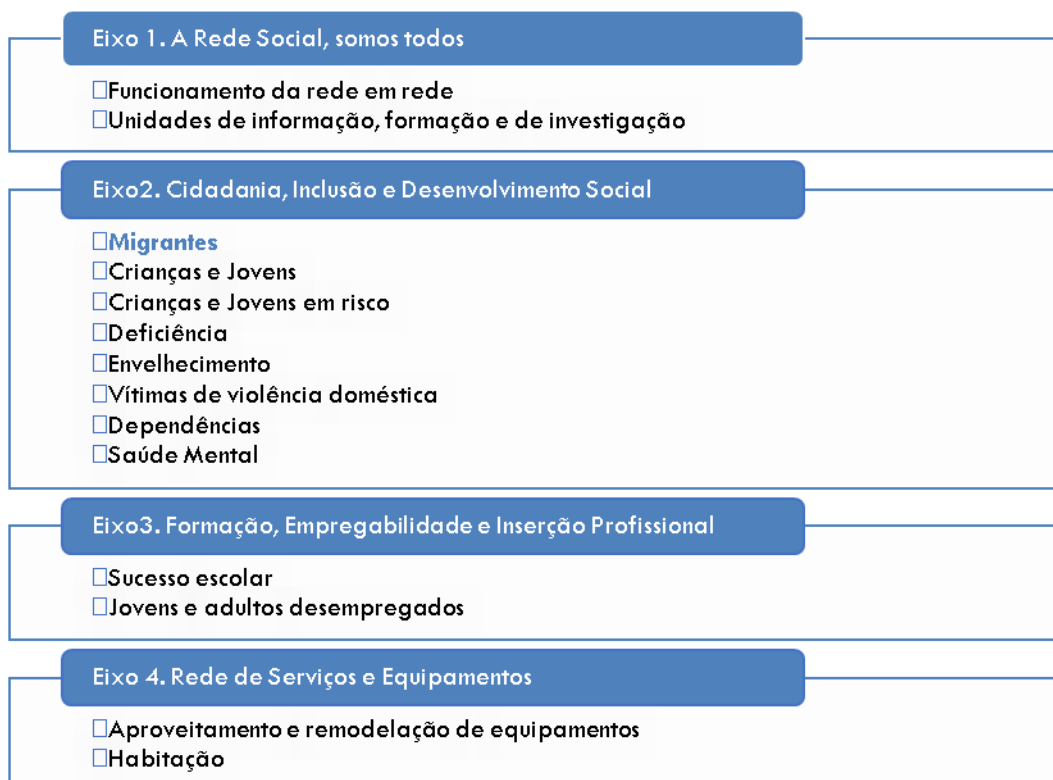 Eixo 1. A Rede Social, somos todos
□Funcionamento da rede em rede
□Unidades de informação, formação e de investigação
Eixo2. Cidadania, Inclusão e Desenvolvimento Social
□Migrantes
□Crianças e Jovens
□Crianças e Jovens em risco
□Deficiência
□Envelhecimento
□Vítimas de violência doméstica
□Dependências
□Saúde Mental
Eixo3. Formação, Empregabilidade e Inserção Profissional
□Sucesso escolar
□Jovens e adultos desempregados
Eixo 4. Rede de Serviços e Equipamentos
□Aproveitamento e remodelação de equipamentos
□Habitação